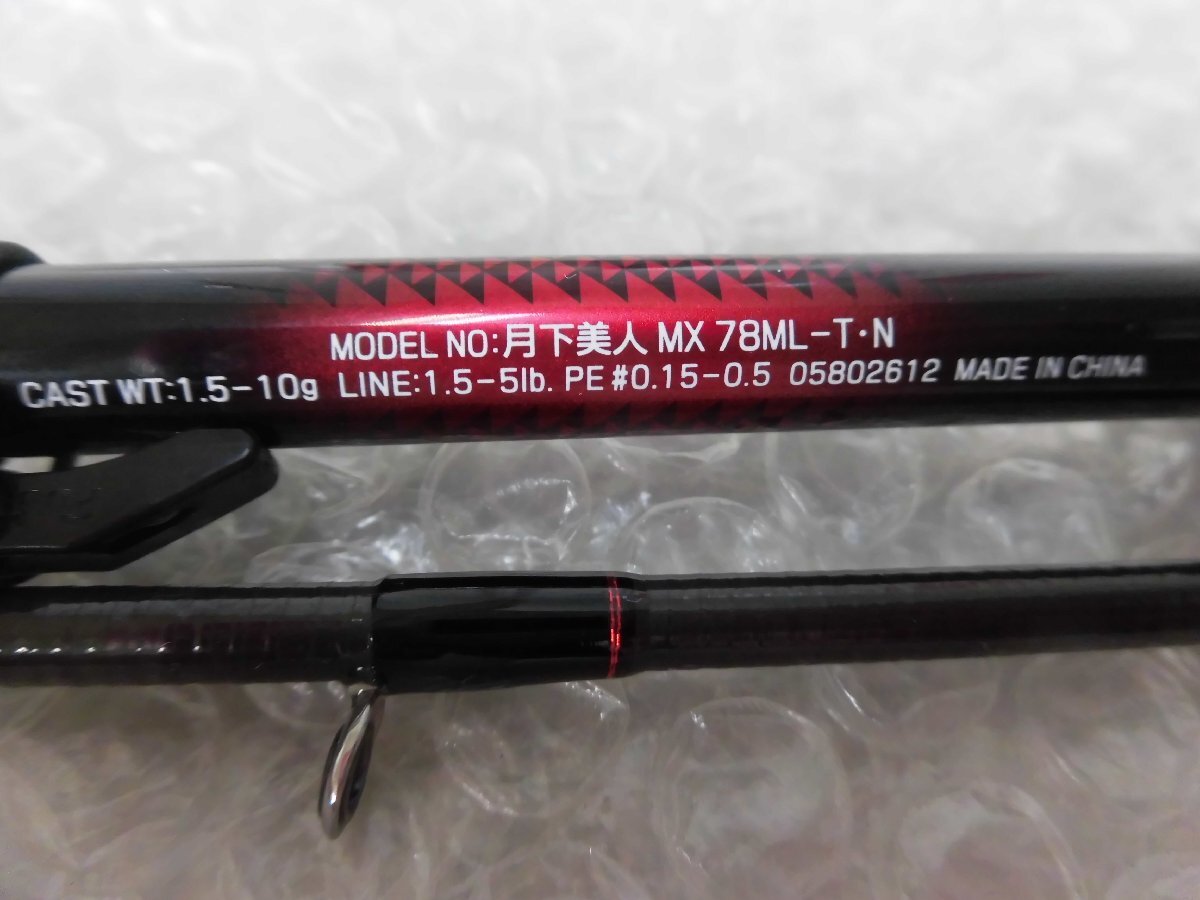 MODEL NO:月下美人 MX 78ML-T·N
CAST WT:1.5-10g LINE:1.5-5lb. PE #0.15-0.5 05802612 MADE IN CHINA